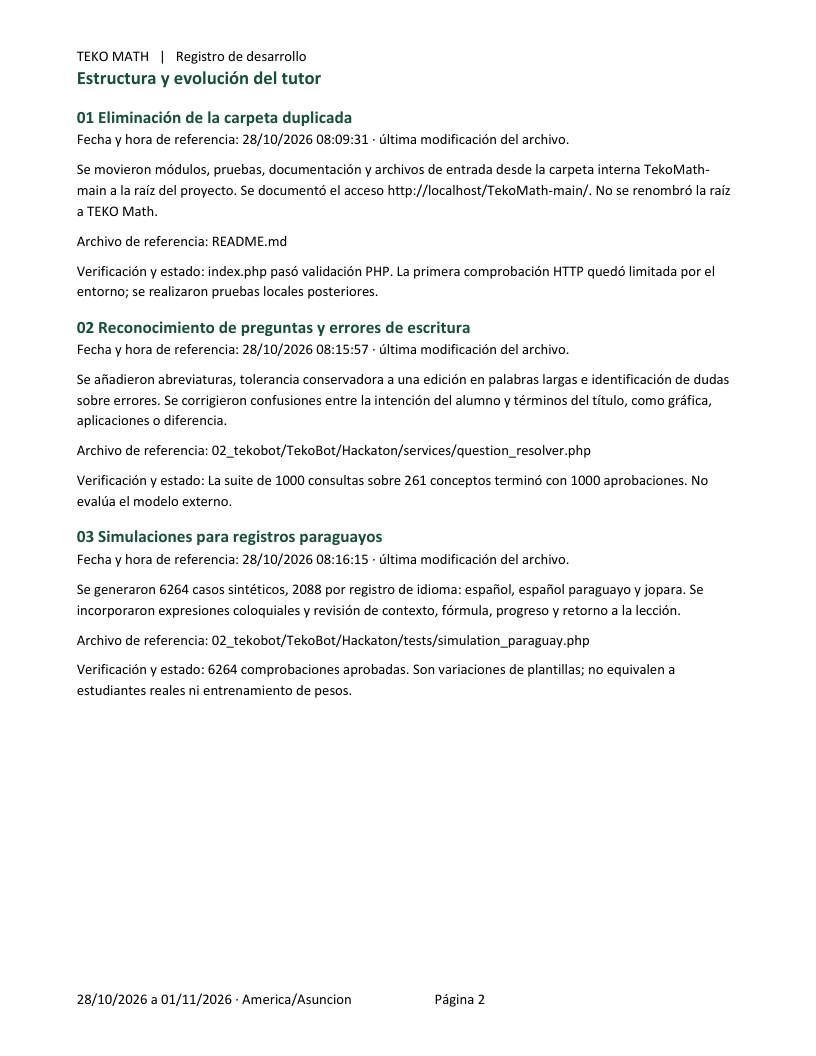 TEKO MATH | Registro de desarrollo
Estructura y evolución del tutor
01 Eliminación de la carpeta duplicada
Fecha y hora de referencia: 28/10/2026 08:09:31 · última modificación del archivo.
Se movieron módulos, pruebas, documentación y archivos de entrada desde la carpeta interna TekoMath-
main a la raíz del proyecto. Se documentó el acceso http://localhost/TekoMath-main/. No se renombró la raíz
a TEKO Math.
Archivo de referencia: README.md
Verificación y estado: index.php pasó validación PHP. La primera comprobación HTTP quedó limitada por el
entorno; se realizaron pruebas locales posteriores.
02 Reconocimiento de preguntas y errores de escritura
Fecha y hora de referencia: 28/10/2026 08:15:57 · última modificación del archivo.
Se añadieron abreviaturas, tolerancia conservadora a una edición en palabras largas e identificación de dudas
sobre errores. Se corrigieron confusiones entre la intención del alumno y términos del título, como gráfica,
aplicaciones o diferencia.
Archivo de referencia: 02_tekobot/TekoBot/Hackaton/services/question_resolver.php
Verificación y estado: La suite de 1000 consultas sobre 261 conceptos terminó con 1000 aprobaciones. No
evalúa el modelo externo.
03 Simulaciones para registros paraguayos
Fecha y hora de referencia: 28/10/2026 08:16:15 · última modificación del archivo.
Se generaron 6264 casos sintéticos, 2088 por registro de idioma: español, español paraguayo y jopara. Se
incorporaron expresiones coloquiales y revisión de contexto, fórmula, progreso y retorno a la lección.
Archivo de referencia: 02_tekobot/TekoBot/Hackaton/tests/simulation_paraguay.php
Verificación y estado: 6264 comprobaciones aprobadas. Son variaciones de plantillas; no equivalen a
estudiantes reales ni entrenamiento de pesos.
28/10/2026 a 01/11/2026 · America/Asuncion Página 2